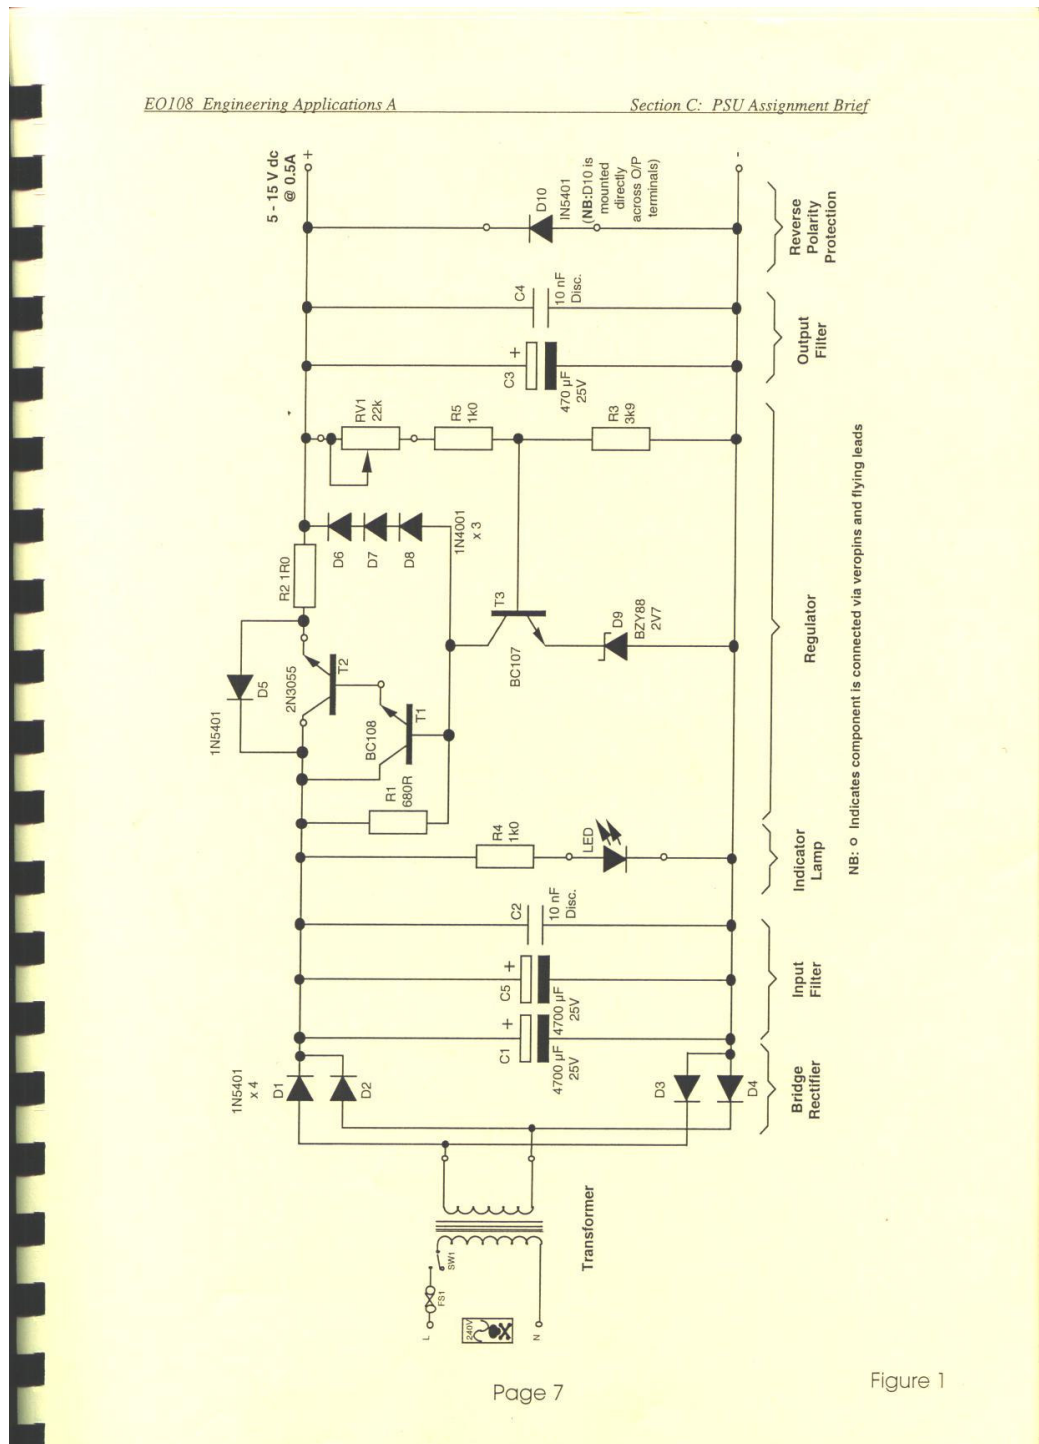 EO108 Engineering Applications A
Section C: PSU Assignment Brief
L
FS1
SW1
240V
N
Transformer
1N5401
x 4
D1
D2
D3
D4
Bridge
Rectifier
C1
+
4700 µF
25V
C5
+
4700 µF
25V
C2
10 nF
Disc.
Input
Filter
R4
1k0
LED
Indicator
Lamp
R1
680R
1N5401
D5
BC108
T1
2N3055
T2
R2 1R0
D6
D7
D8
1N4001
x 3
T3
BC107
D9
BZY88
2V7
RV1
22k
R5
1k0
R3
3k9
Regulator
C3
+
470 µF
25V
C4
10 nF
Disc.
Output
Filter
5 - 15 V dc
@ 0.5A
+
-
D10
IN5401
(NB:D10 is
mounted
directly
across O/P
terminals)
Reverse
Polarity
Protection
NB: o Indicates component is connected via veropins and flying leads
Page 7
Figure 1